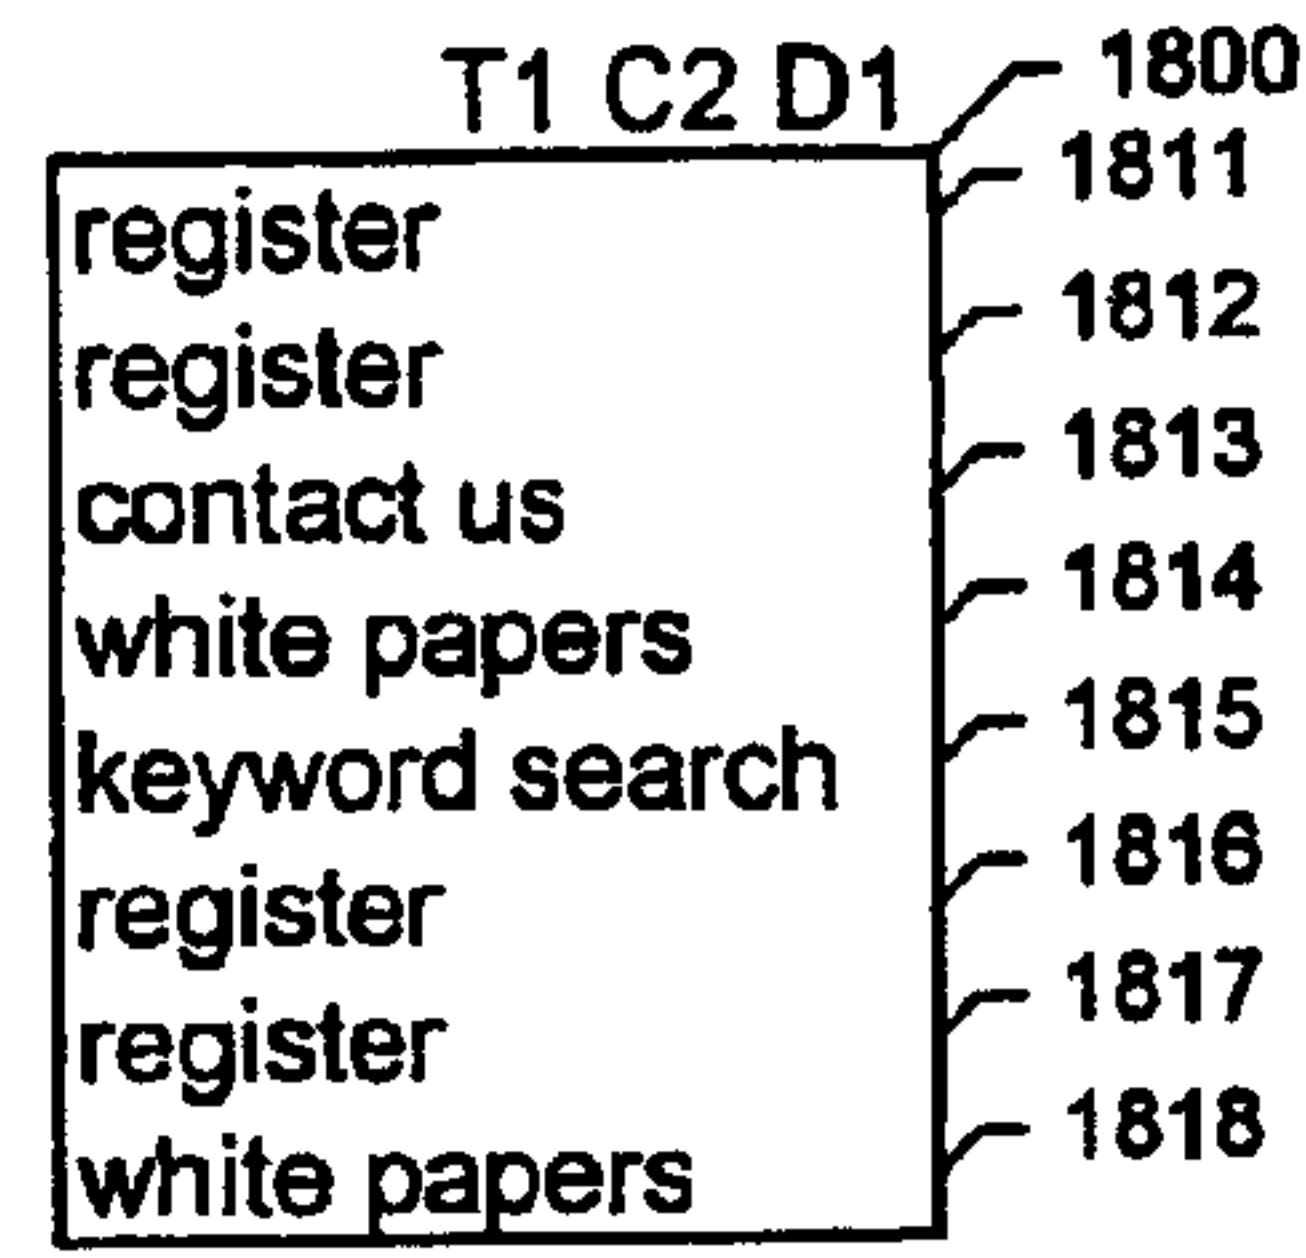 T1 C2 D1 1800
register 1811
register 1812
contact us 1813
white papers 1814
keyword search 1815
register 1816
register 1817
white papers 1818